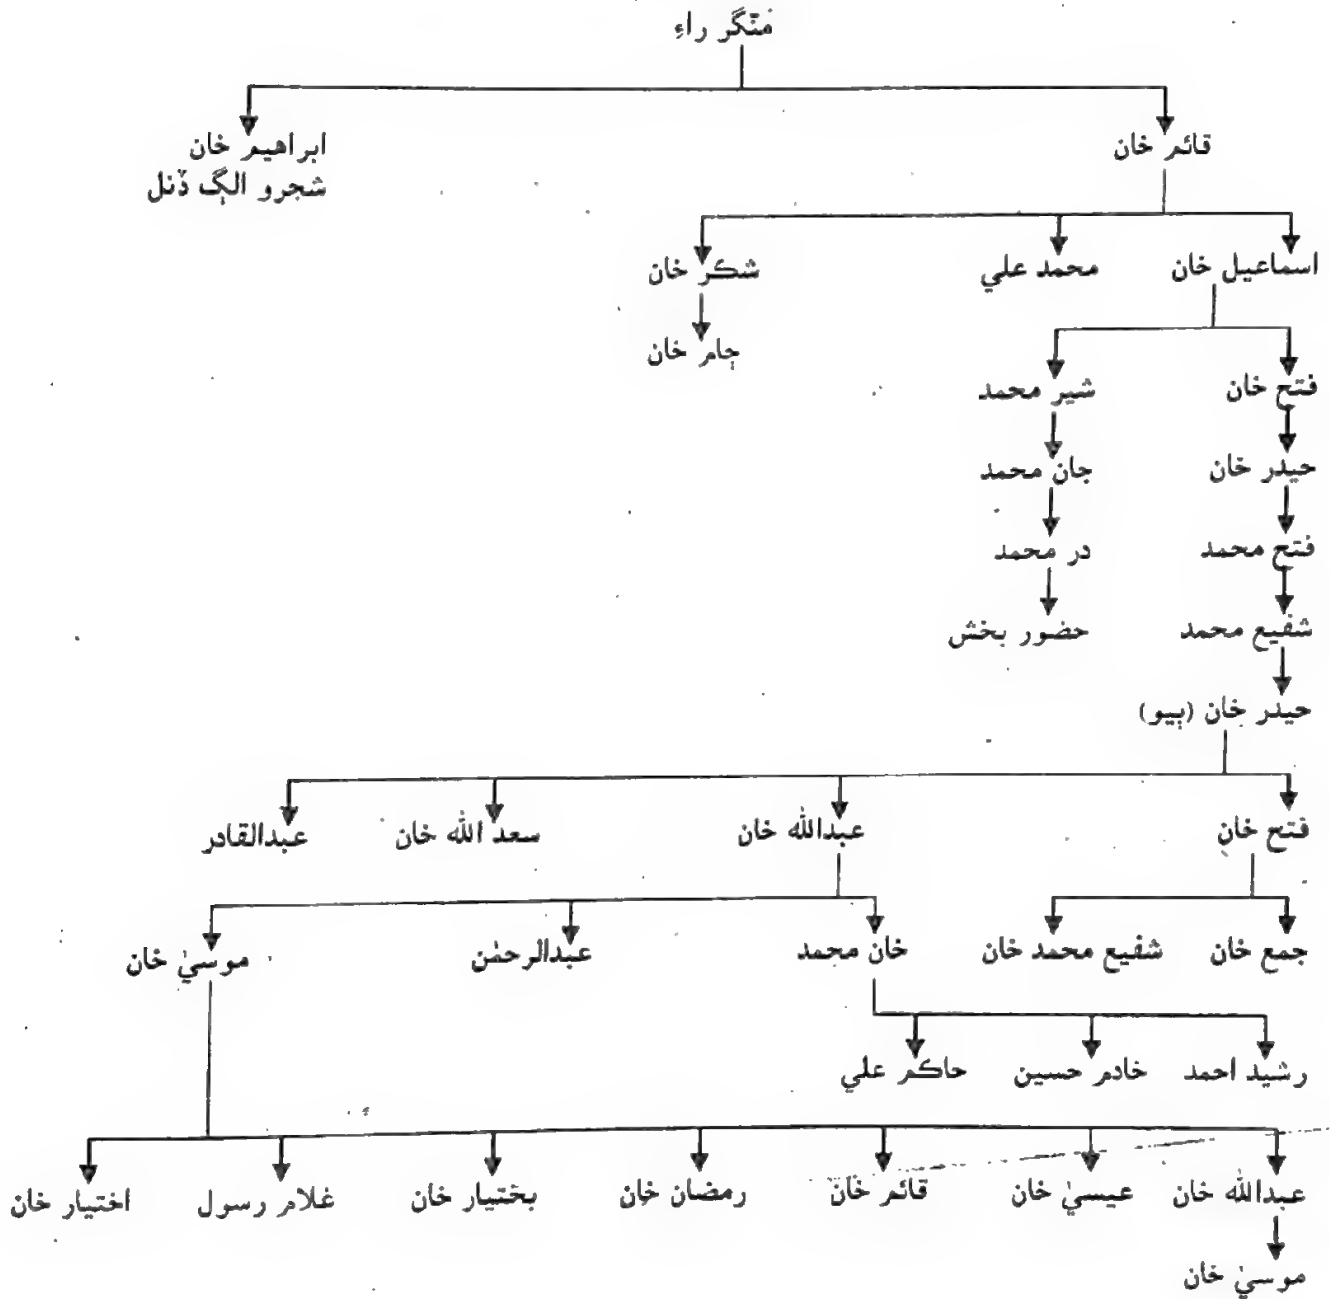 مُنگر راءِ
قائم خان
ابراهيم خان
شجرو الڳ ڏنل
اسماعيل خان
محمد علي
شڪر خان
ڄام خان
فتح خان
شير محمد
حيدر خان
جان محمد
فتح محمد
در محمد
شفيع محمد
حضور بخش
حيدر خان (ٻيو)
فتح خان
عبدالله خان
سعد الله خان
عبدالقادر
جمع خان
شفيع محمد خان
خان محمد
عبدالرحمٰن
موسيٰ خان
رشيد احمد
خادم حسين
حاڪم علي
عبدالله خان
عيسيٰ خان
قائم خان
رمضان خان
بختيار خان
غلام رسول
اختيار خان
موسيٰ خان